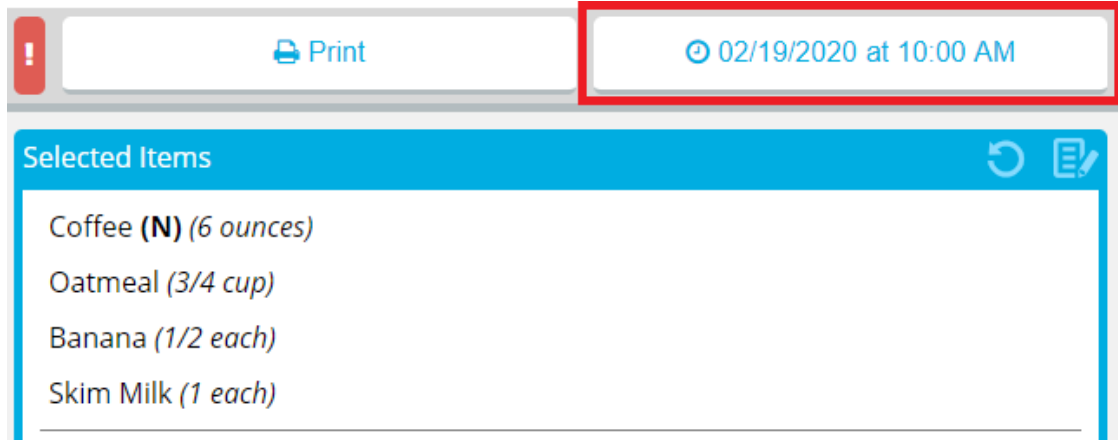 ! Print 02/19/2020 at 10:00 AM
Selected Items
Coffee (N) (6 ounces)
Oatmeal (3/4 cup)
Banana (1/2 each)
Skim Milk (1 each)